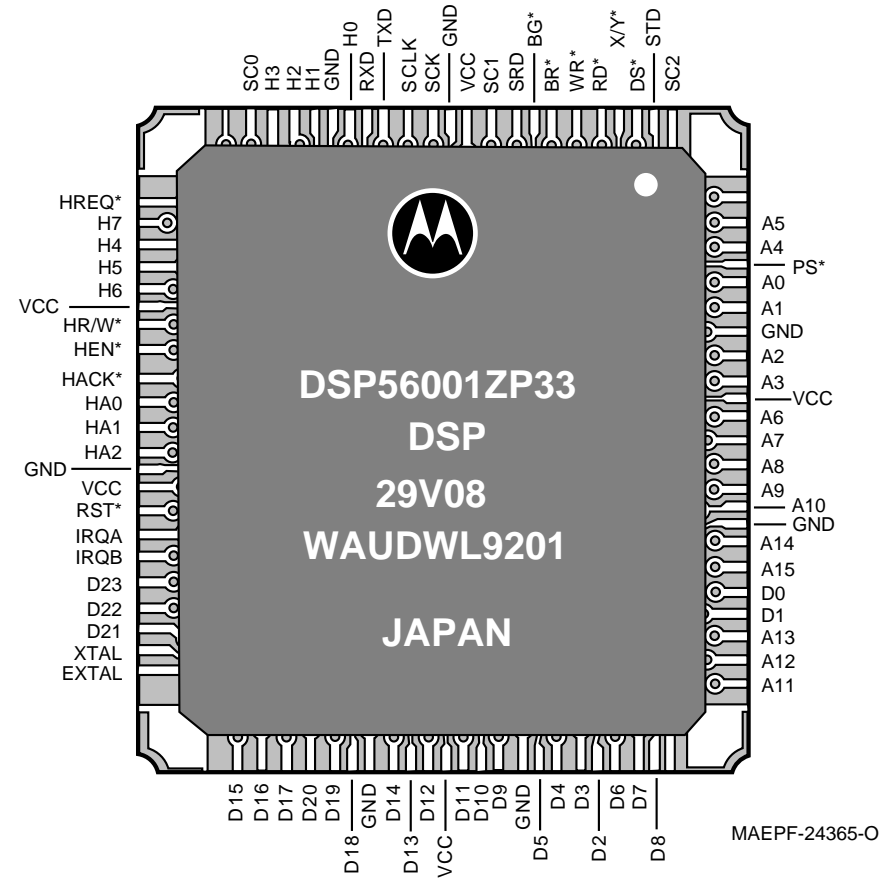 SC0
H3
H2
H1
GND
H0
RXD
TXD
SCLK
SCK
GND
VCC
SC1
SRD
BG*
BR*
WR*
RD*
X/Y*
DS*
STD
SC2
HREQ*
H7
H4
H5
H6
VCC
HR/W*
HEN*
HACK*
HA0
HA1
HA2
GND
VCC
RST*
IRQA
IRQB
D23
D22
D21
XTAL
EXTAL
DSP56001ZP33
DSP
29V08
WAUDWL9201
JAPAN
A5
A4
PS*
A0
A1
GND
A2
A3
VCC
A6
A7
A8
A9
A10
GND
A14
A15
D0
D1
A13
A12
A11
D15
D16
D17
D20
D19
D18
GND
D14
D13
D12
VCC
D11
D10
D9
GND
D5
D4
D3
D2
D6
D7
D8
MAEPF-24365-O